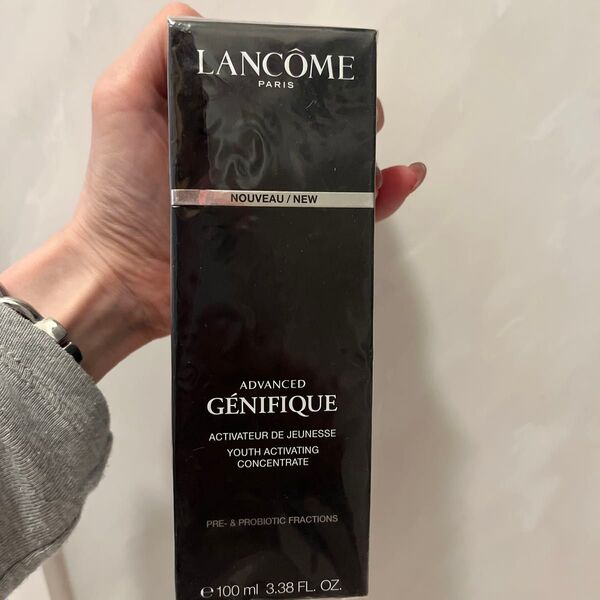 LANCÔME
PARIS
NOUVEAU / NEW
ADVANCED
GÉNIFIQUE
ACTIVATEUR DE JEUNESSE
YOUTH ACTIVATING
CONCENTRATE
PRE- & PROBIOTIC FRACTIONS
℮ 100 ml 3.38 FL. OZ.